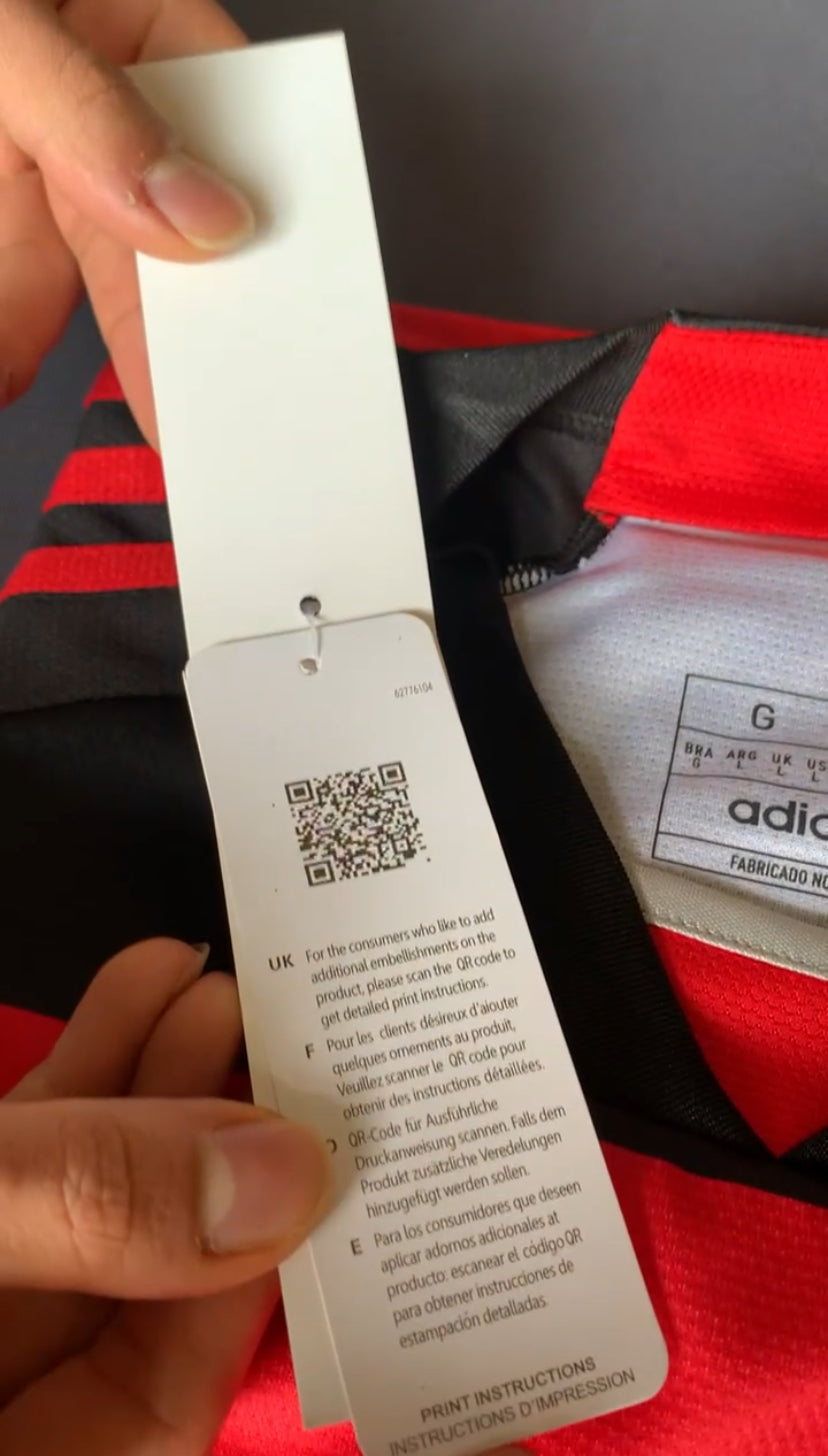 62776104
UK For the consumers who like to add
additional embellishments on the
product, please scan the QR code to
get detailed print instructions.
F Pour les clients désireux d'aiouter
quelques ornements au produit,
Veuillez scanner le QR code pour
obtenir des instructions détaillées.
QR-Code für Ausführliche
Druckanweisung scannen. Falls dem
Produkt zusätzliche Veredelungen
hinzugefügt werden sollen.
E Para los consumidores que deseen
aplicar adornos adicionales at
producto: escanear el código QR
para obtener instrucciones de
estampación detalladas.
PRINT INSTRUCTIONS
INSTRUCTIONS D'IMPRESSION
G
BRA ARG UK US
G L L L
adic
FABRICADO NO